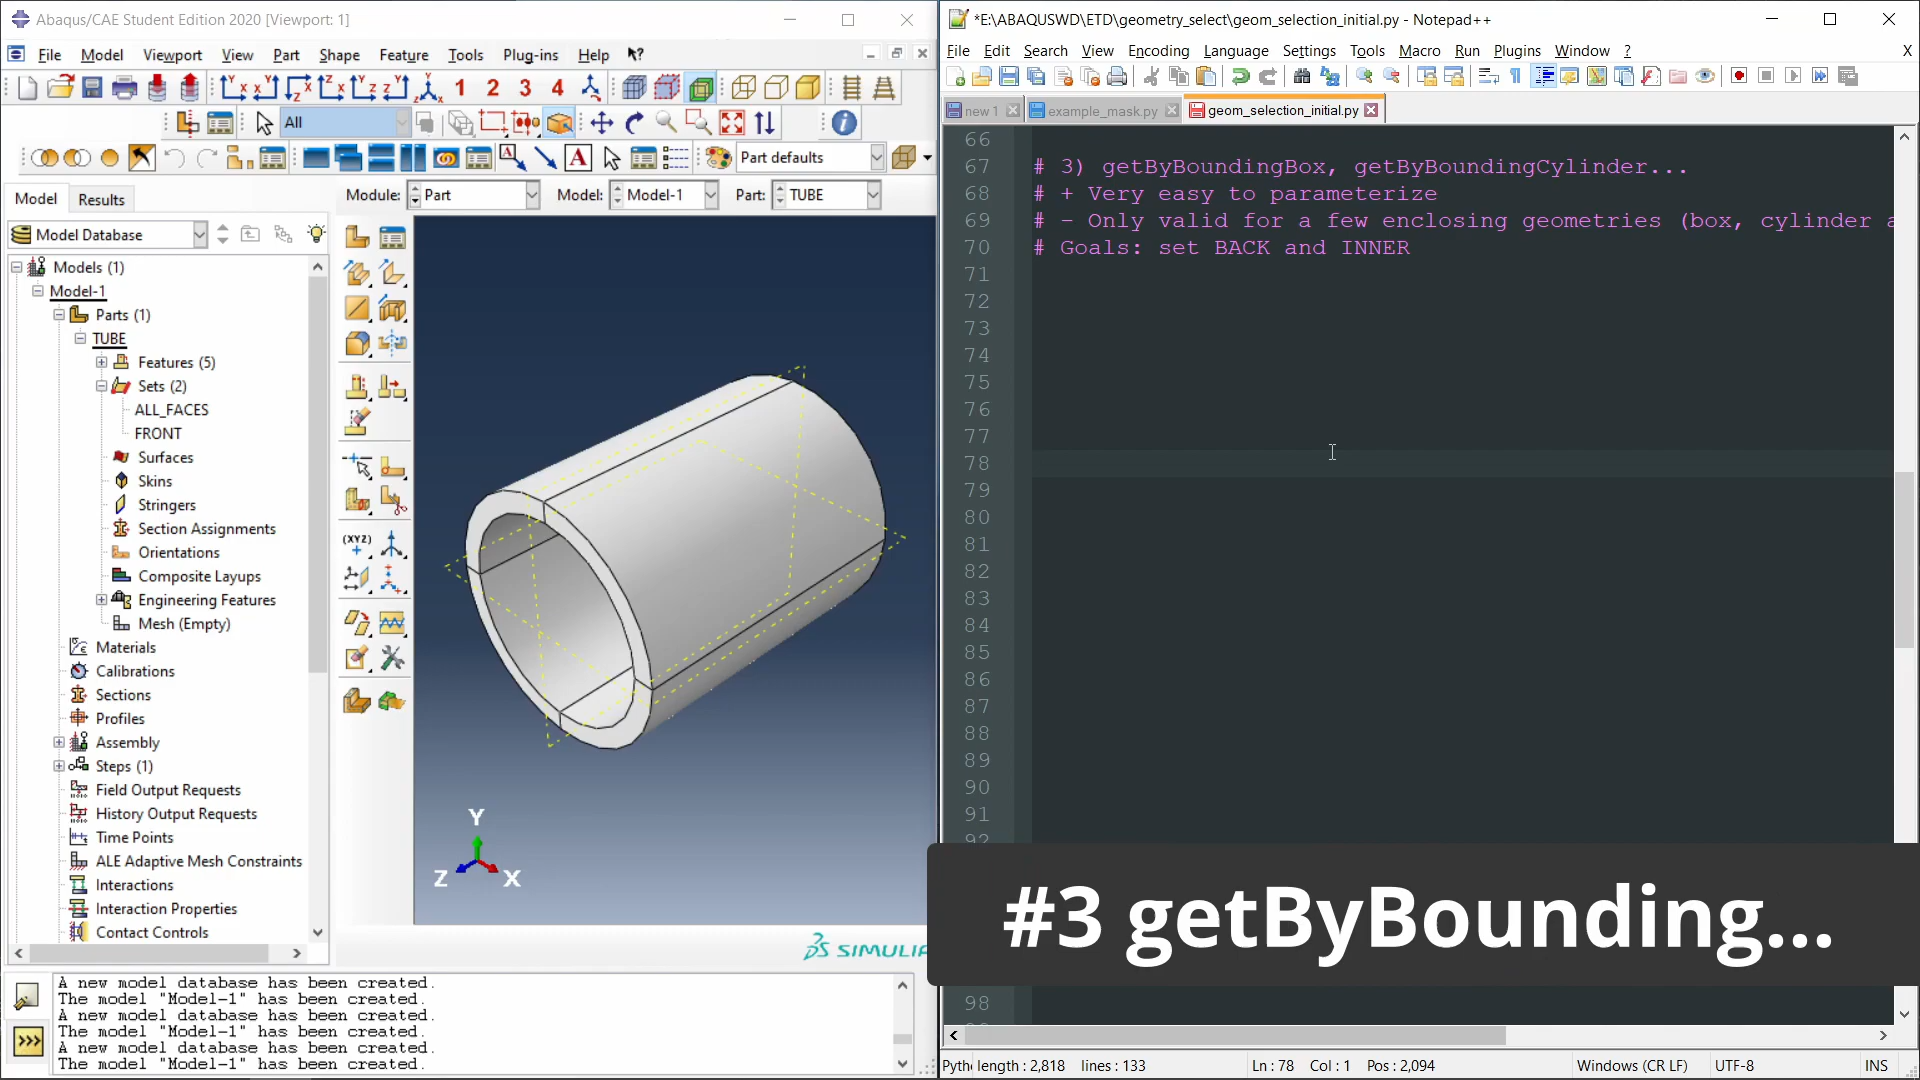 Abaqus/CAE Student Edition 2020 [Viewport: 1]
File Model Viewport View Part Shape Feature Tools Plug-ins Help
1 2 3 4
All
Part defaults
Model Results
Module: Part Model: Model-1 Part: TUBE
Model Database
Models (1)
Model-1
Parts (1)
TUBE
Features (5)
Sets (2)
ALL_FACES
FRONT
Surfaces
Skins
Stringers
Section Assignments
Orientations
Composite Layups
Engineering Features
Mesh (Empty)
Materials
Calibrations
Sections
Profiles
Assembly
Steps (1)
Field Output Requests
History Output Requests
Time Points
ALE Adaptive Mesh Constraints
Interactions
Interaction Properties
Contact Controls
(XYZ)
Y
Z
X
SIMULIA
A new model database has been created.
The model "Model-1" has been created.
A new model database has been created.
The model "Model-1" has been created.
A new model database has been created.
The model "Model-1" has been created.
*E:\ABAQUSWD\ETD\geometry_select\geom_selection_initial.py - Notepad++
File Edit Search View Encoding Language Settings Tools Macro Run Plugins Window ? X
new 1 example_mask.py geom_selection_initial.py
66
67 # 3) getByBoundingBox, getByBoundingCylinder...
68 # + Very easy to parameterize
69 # - Only valid for a few enclosing geometries (box, cylinder a
70 # Goals: set BACK and INNER
71
72
73
74
75
76
77
78
79
80
81
82
83
84
85
86
87
88
89
90
91
92
#3 getByBounding...
98
Pyth length : 2,818 lines : 133 Ln : 78 Col : 1 Pos : 2,094 Windows (CR LF) UTF-8 INS